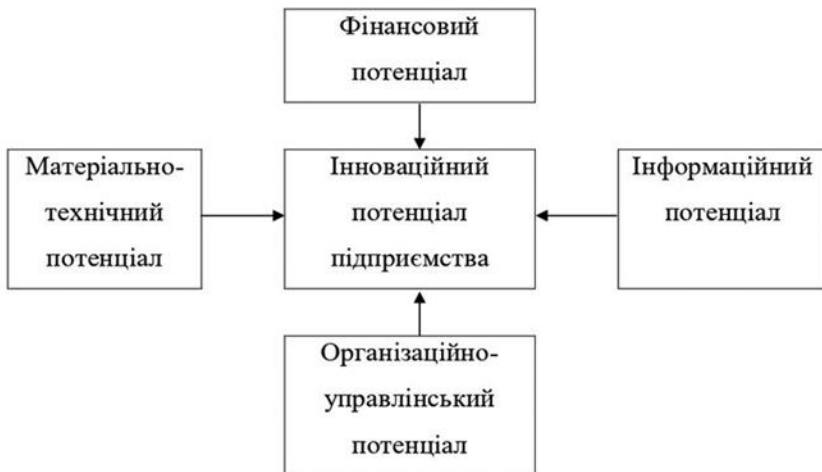 Фінансовий
потенціал
Матеріально-
технічний
потенціал
Інноваційний
потенціал
підприємства
Інформаційний
потенціал
Організаційно-
управлінський
потенціал